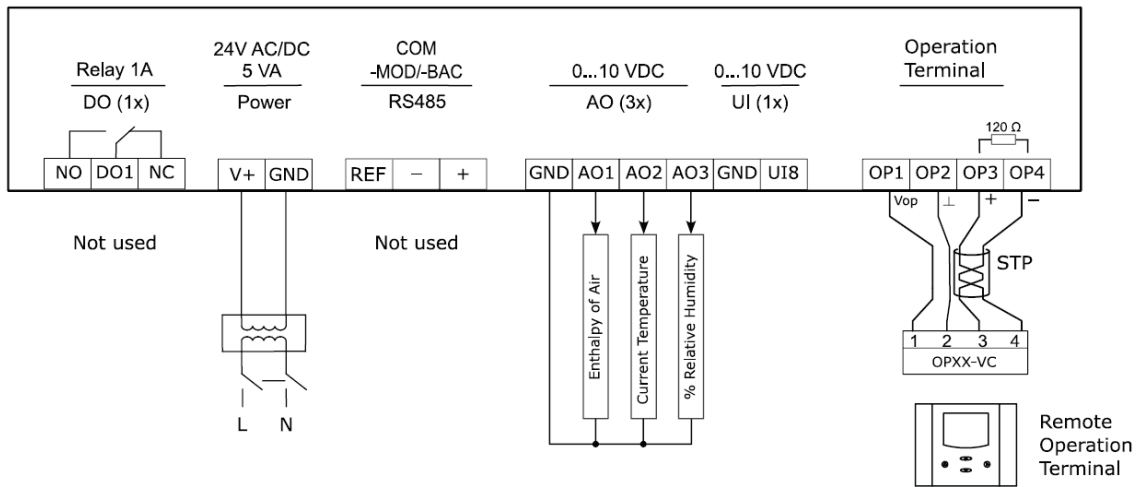 24V AC/DC COM Operation
Relay 1A 5 VA -MOD/-BAC 0...10 VDC 0...10 VDC Terminal
DO (1x) Power RS485 AO (3x) UI (1x)
120 Ω
NO DO1 NC V+ GND REF − + GND AO1 AO2 AO3 GND UI8 OP1 OP2 OP3 OP4
Vop ⊥ + −
Not used Not used
STP
Enthalpy of Air
Current Temperature
% Relative Humidity
1 2 3 4
OPXX-VC
L N
Remote
Operation
Terminal